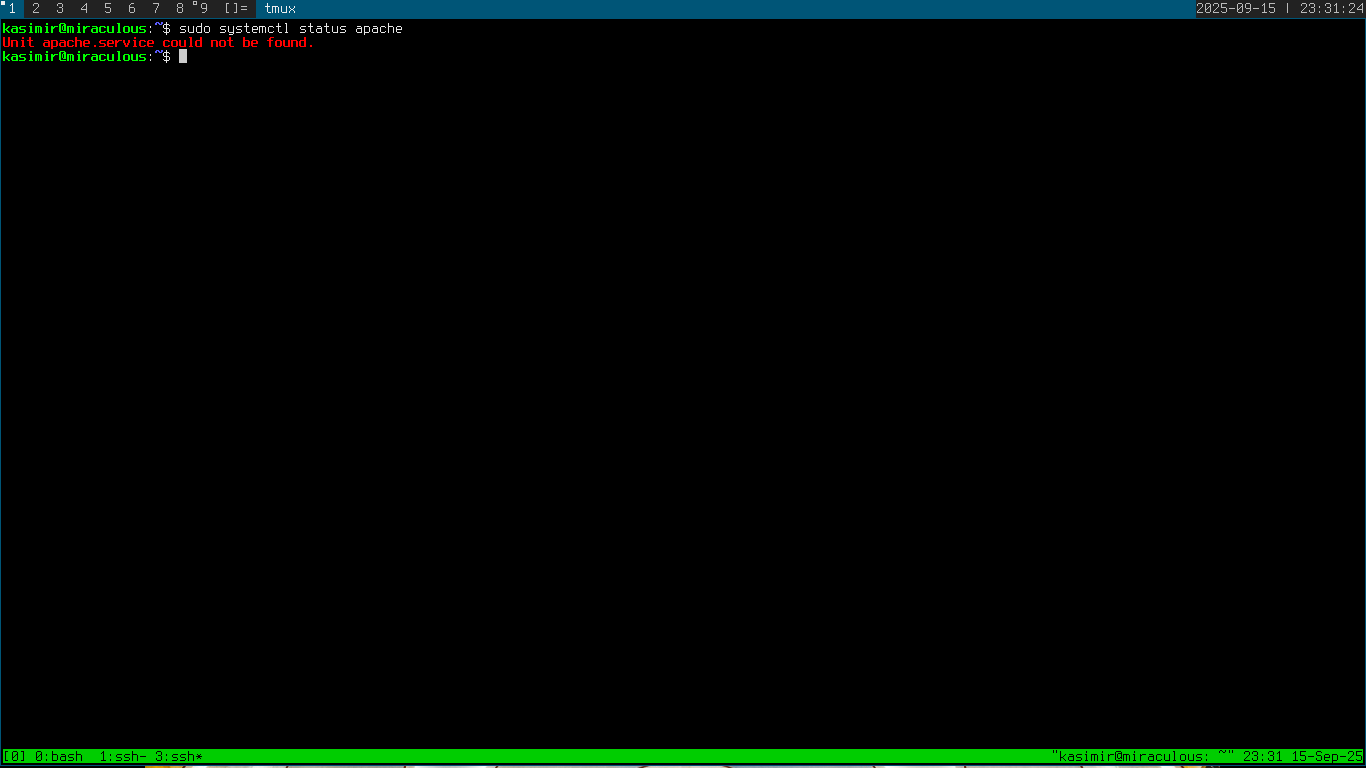 1 2 3 4 5 6 7 8 9 []= tmux 2025-09-15 | 23:31:24
kasimir@miraculous:~$ sudo systemctl status apache
Unit apache.service could not be found.
kasimir@miraculous:~$
[0] 0:bash  1:ssh- 3:ssh* "kasimir@miraculous: ~" 23:31 15-Sep-25